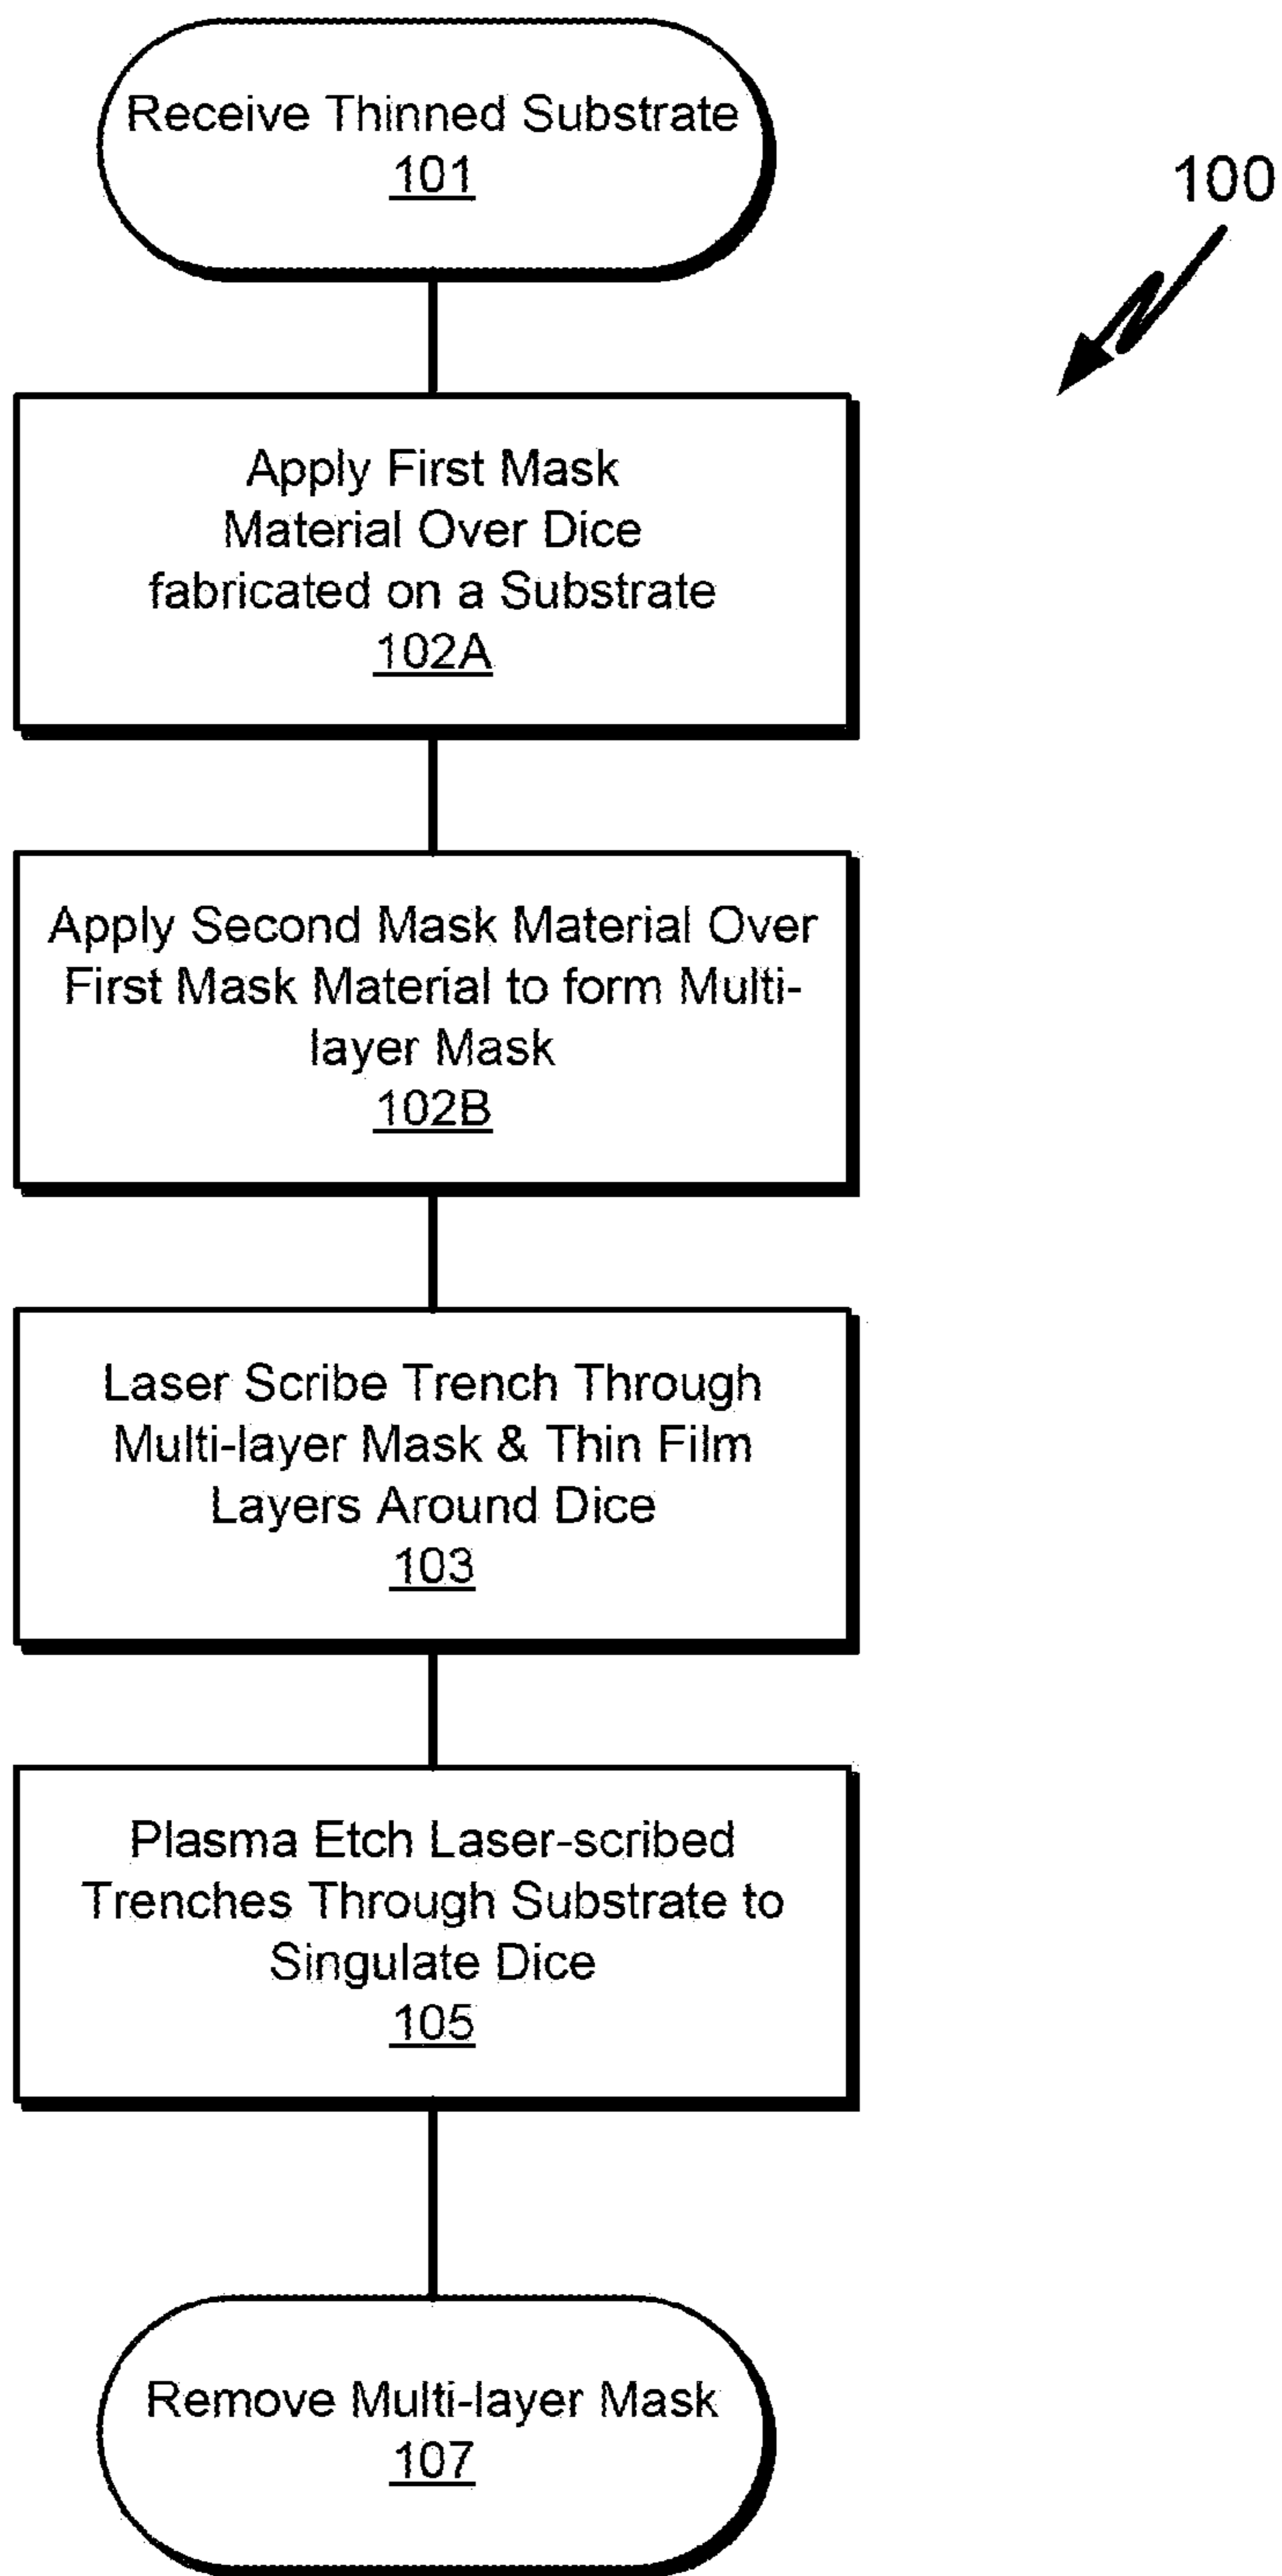 Receive Thinned Substrate
101
100
Apply First Mask
Material Over Dice
fabricated on a Substrate
102A
Apply Second Mask Material Over
First Mask Material to form Multi-
layer Mask
102B
Laser Scribe Trench Through
Multi-layer Mask & Thin Film
Layers Around Dice
103
Plasma Etch Laser-scribed
Trenches Through Substrate to
Singulate Dice
105
Remove Multi-layer Mask
107